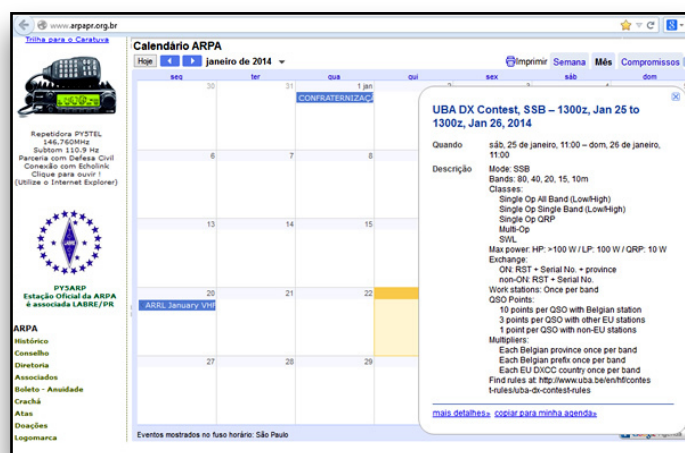 www.arpapr.org.br
Trilha para o Caratuva
Repetidora PY5TEL
146.760MHz
Subtom 110.9 Hz
Parceria com Defesa Civil
Conexão com Echolink
Clique para ouvir !
(Utilize o Internet Explorer)
PY5ARP
Estação Oficial da ARPA
é associada LABRE/PR
ARPA
Histórico
Conselho
Diretoria
Associados
Boleto - Anuidade
Crachá
Atas
Doações
Logomarca
Calendário ARPA
Hoje janeiro de 2014
Imprimir Semana Mês Compromissos
seg ter qua qui sex sáb dom
30 31 1 jan
CONFRATERNIZAÇ
6 7 8
13 14 15
20 21 22
ARRL January VHF
27 28 29
Eventos mostrados no fuso horário: São Paulo
UBA DX Contest, SSB – 1300z, Jan 25 to
1300z, Jan 26, 2014
Quando sáb, 25 de janeiro, 11:00 – dom, 26 de janeiro,
11:00
Descrição Mode: SSB
Bands: 80, 40, 20, 15, 10m
Classes:
Single Op All Band (Low/High)
Single Op Single Band (Low/High)
Single Op QRP
Multi-Op
SWL
Max power: HP: >100 W / LP: 100 W / QRP: 10 W
Exchange:
ON: RST + Serial No. + province
non-ON: RST + Serial No.
Work stations: Once per band
QSO Points:
10 points per QSO with Belgian station
3 points per QSO with other EU stations
1 point per QSO with non-EU stations
Multipliers:
Each Belgian province once per band
Each Belgian prefix once per band
Each EU DXCC country once per band
Find rules at: http://www.uba.be/en/hf/contes
t-rules/uba-dx-contest-rules
mais detalhes» copiar para minha agenda»